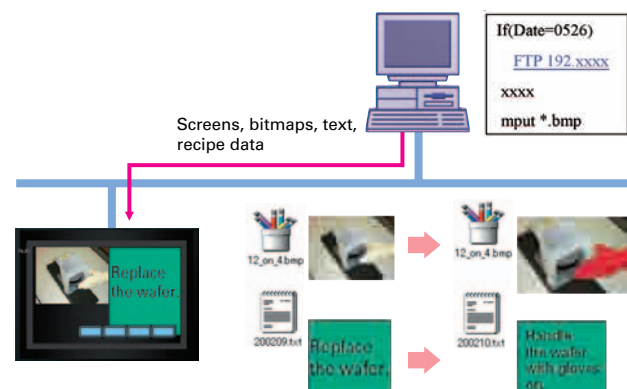 If(Date=0526)
FTP 192.xxxx
xxxx
mput *.bmp
Screens, bitmaps, text,
recipe data
Replace
the wafer.
12_on_4.bmp
12_on_4.bmp
200209.txt
Replace
the wafer.
200210.txt
Handle
the wafer
with gloves
on.